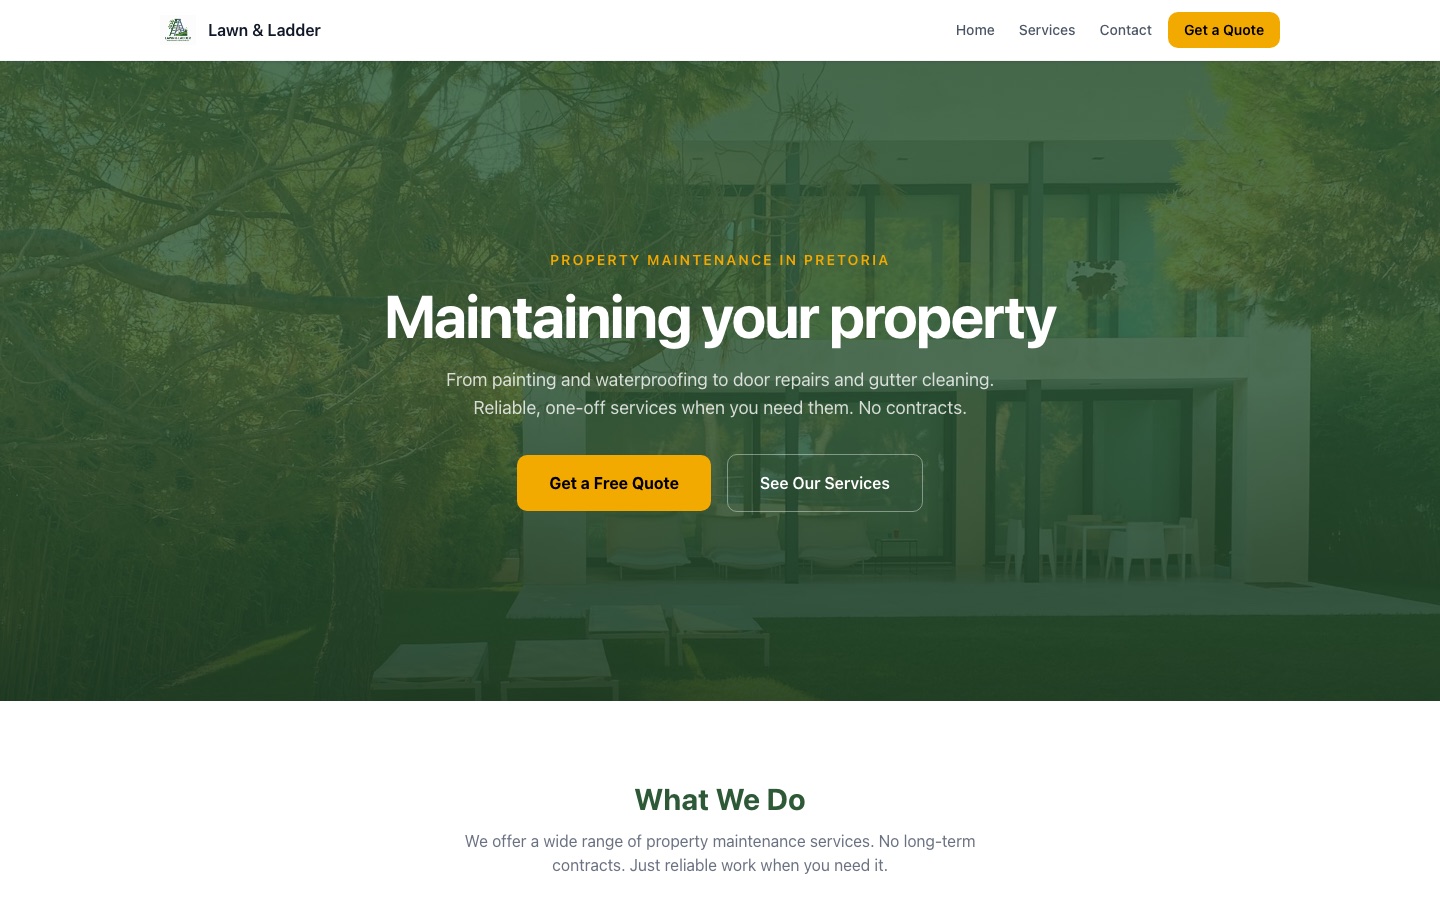 Lawn & Ladder
Home
Services
Contact
Get a Quote
PROPERTY MAINTENANCE IN PRETORIA
Maintaining your property
From painting and waterproofing to door repairs and gutter cleaning.
Reliable, one-off services when you need them. No contracts.
Get a Free Quote
See Our Services
What We Do
We offer a wide range of property maintenance services. No long-term
contracts. Just reliable work when you need it.